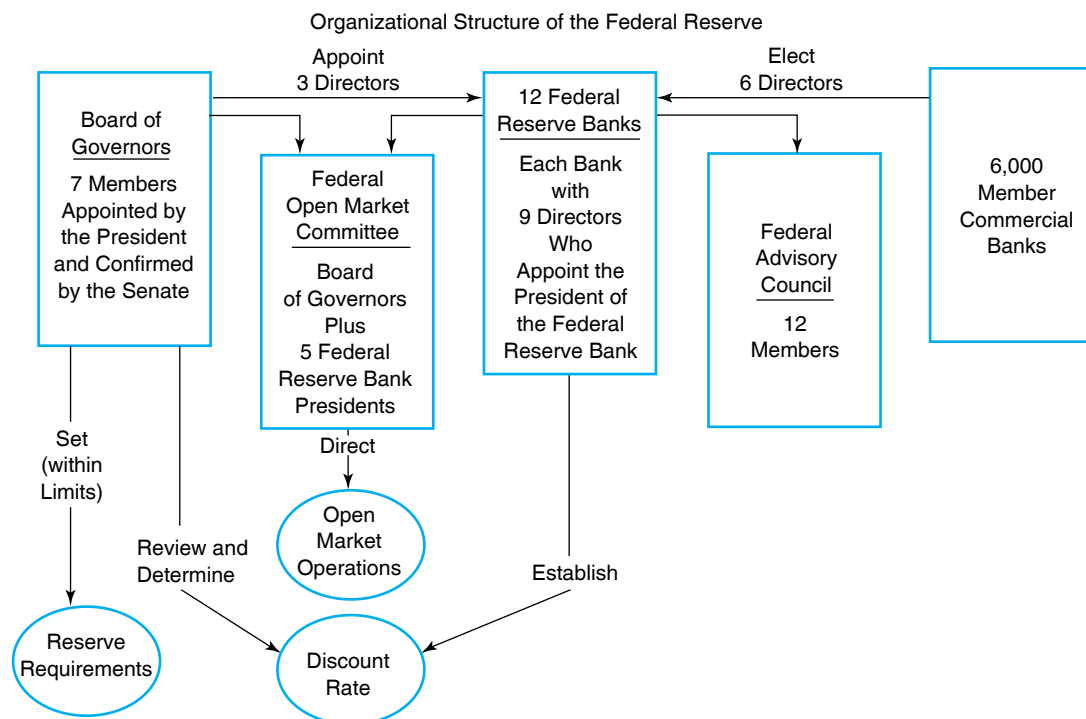 Organizational Structure of the Federal Reserve
Appoint
3 Directors
Elect
6 Directors
Board of
Governors
7 Members
Appointed by
the President
and Confirmed
by the Senate
Federal
Open Market
Committee
Board
of Governors
Plus
5 Federal
Reserve Bank
Presidents
12 Federal
Reserve Banks
Each Bank
with
9 Directors
Who
Appoint the
President of
the Federal
Reserve Bank
Federal
Advisory
Council
12
Members
6,000
Member
Commercial
Banks
Set
(within
Limits)
Direct
Review and
Determine
Establish
Open
Market
Operations
Reserve
Requirements
Discount
Rate